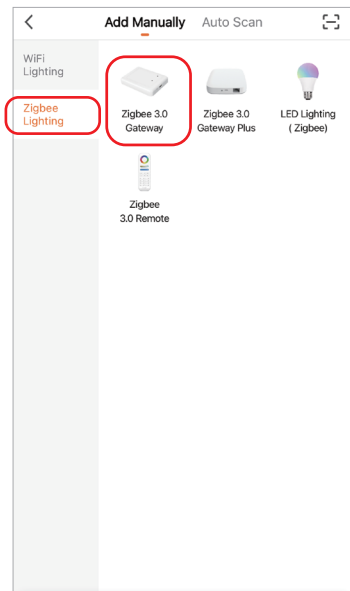 Add Manually Auto Scan
WiFi
Lighting
Zigbee
Lighting
Zigbee 3.0
Gateway
Zigbee 3.0
Gateway Plus
LED Lighting
( Zigbee)
Zigbee
3.0 Remote